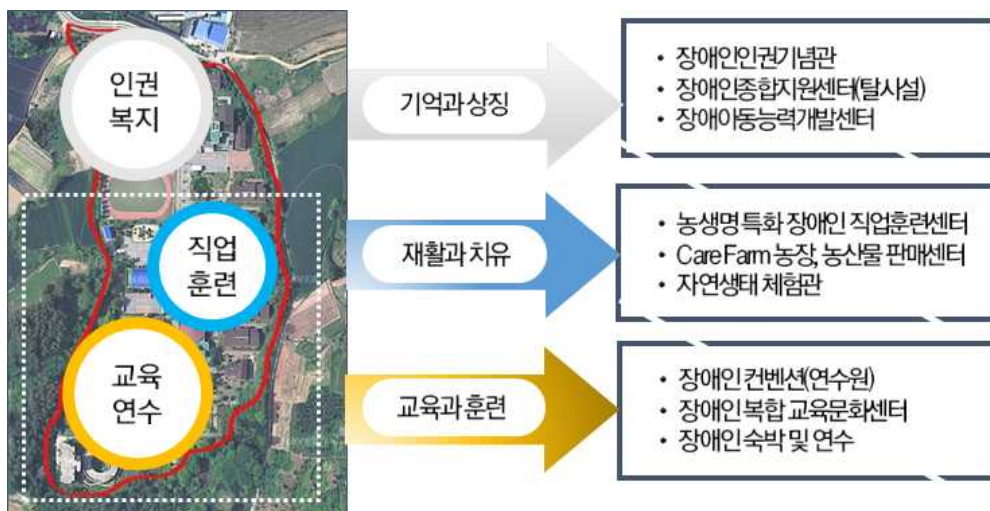 인권
복지
기억과 상징
• 장애인인권기념관
• 장애인종합지원센터(탈시설)
• 장애아동능력개발센터
직업
훈련
재활과 치유
• 농생명 특화 장애인 직업훈련센터
• Care Farm 농장, 농산물 판매센터
• 자연생태 체험관
교육
연수
교육과 훈련
• 장애인 컨벤션(연수원)
• 장애인 복합 교육문화센터
• 장애인 숙박 및 연수